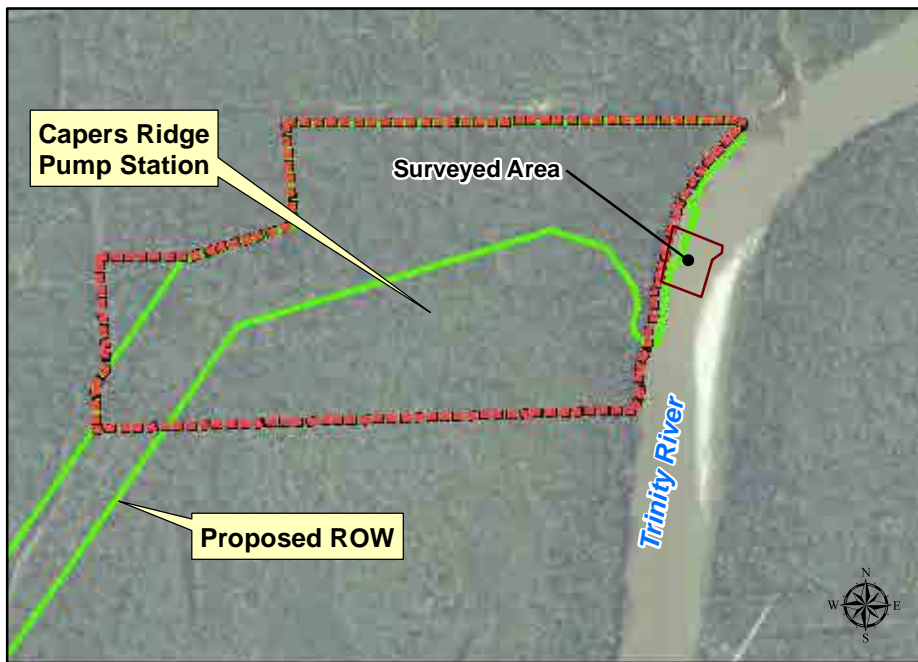 Capers Ridge
Pump Station
Surveyed Area
Trinity River
Proposed ROW
N
W E
S